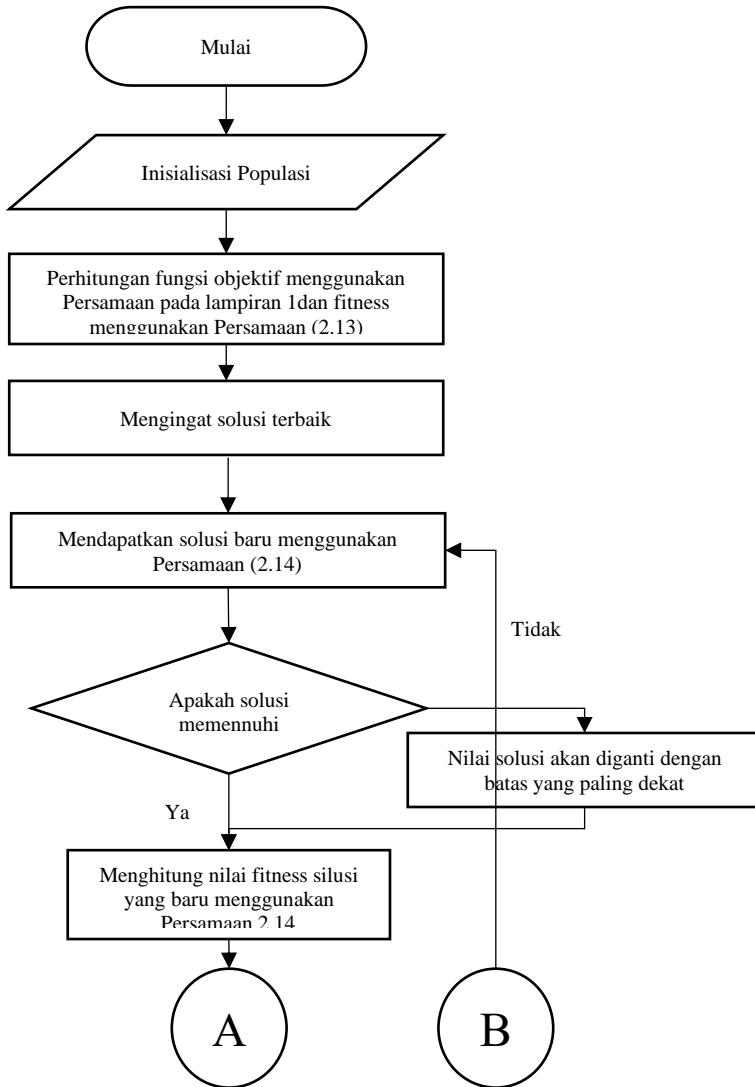 Mulai
Inisialisasi Populasi
Perhitungan fungsi objektif menggunakan
Persamaan pada lampiran 1dan fitness
menggunakan Persamaan (2.13)
Mengingat solusi terbaik
Mendapatkan solusi baru menggunakan
Persamaan (2.14)
Tidak
Apakah solusi
memennuhi
Nilai solusi akan diganti dengan
batas yang paling dekat
Ya
Menghitung nilai fitness silusi
yang baru menggunakan
Persamaan 2.14
A
B